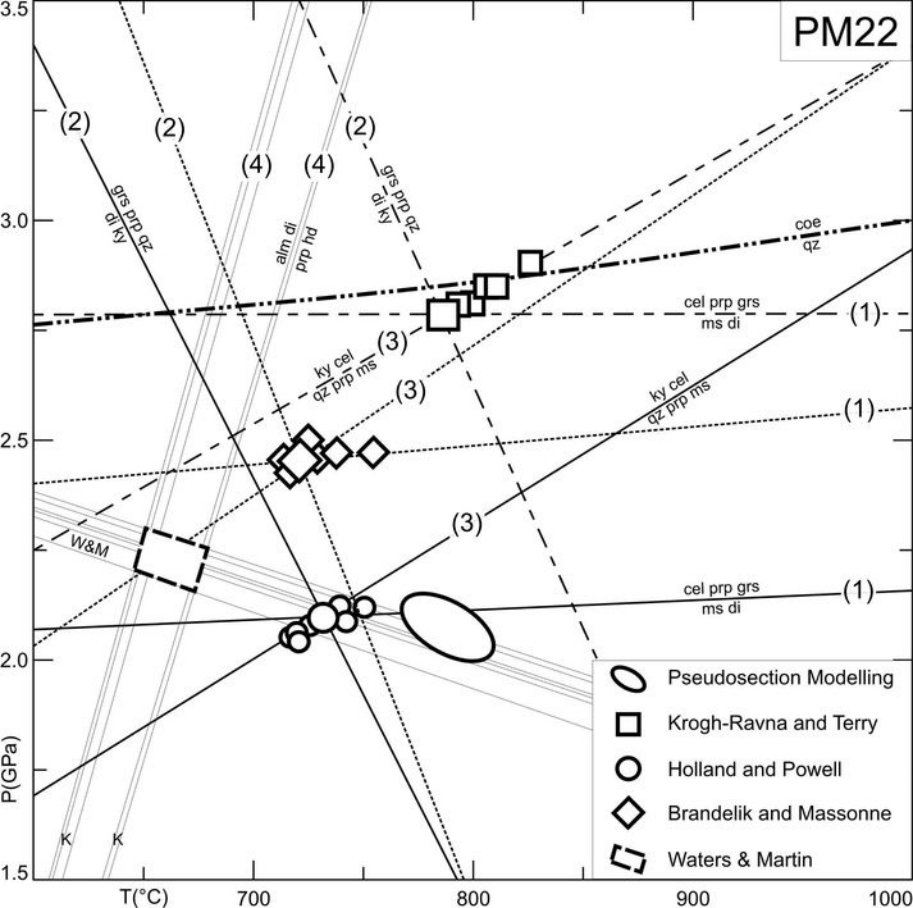 3.5
PM22
(2)
(2)
(2)
(4)
(4)
grs prp qz
di ky
grs prp qz
di ky
alm di
prp hd
3.0
coe
qz
cel prp grs
ms di
(1)
(3)
ky cel
qz prp ms
(3)
ky cel
qz prp ms
(1)
2.5
(3)
W&M
cel prp grs
ms di
(1)
2.0
Pseudosection Modelling
Krogh-Ravna and Terry
Holland and Powell
Brandelik and Massonne
Waters & Martin
P(GPa)
K
K
1.5
T(°C)
700
800
900
1000